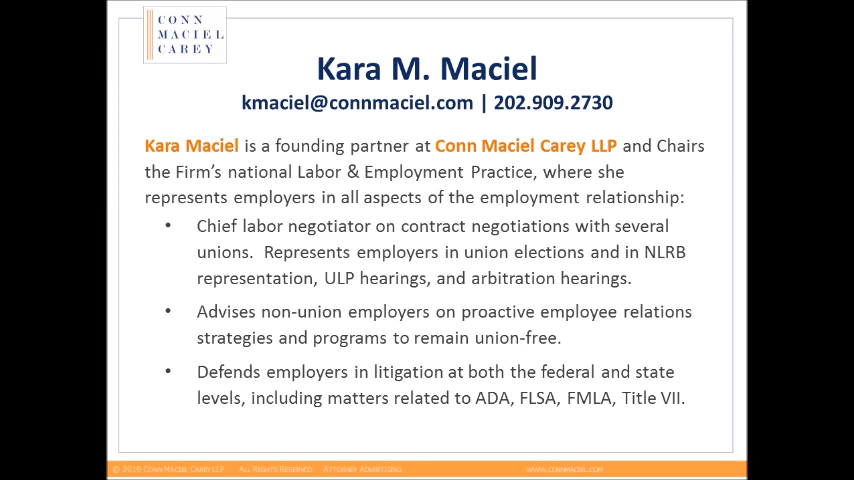 CONN
MACIEL
CAREY
Kara M. Maciel
kmaciel@connmaciel.com | 202.909.2730
Kara Maciel is a founding partner at Conn Maciel Carey LLP and Chairs
the Firm's national Labor & Employment Practice, where she
represents employers in all aspects of the employment relationship:
• Chief labor negotiator on contract negotiations with several
unions. Represents employers in union elections and in NLRB
representation, ULP hearings, and arbitration hearings.
• Advises non-union employers on proactive employee relations
strategies and programs to remain union-free.
• Defends employers in litigation at both the federal and state
levels, including matters related to ADA, FLSA, FMLA, Title VII.
© 2019 CONN MACIEL CAREY LLP ALL RIGHTS RESERVED ATTORNEY ADVERTISING WWW.CONNMACIEL.COM